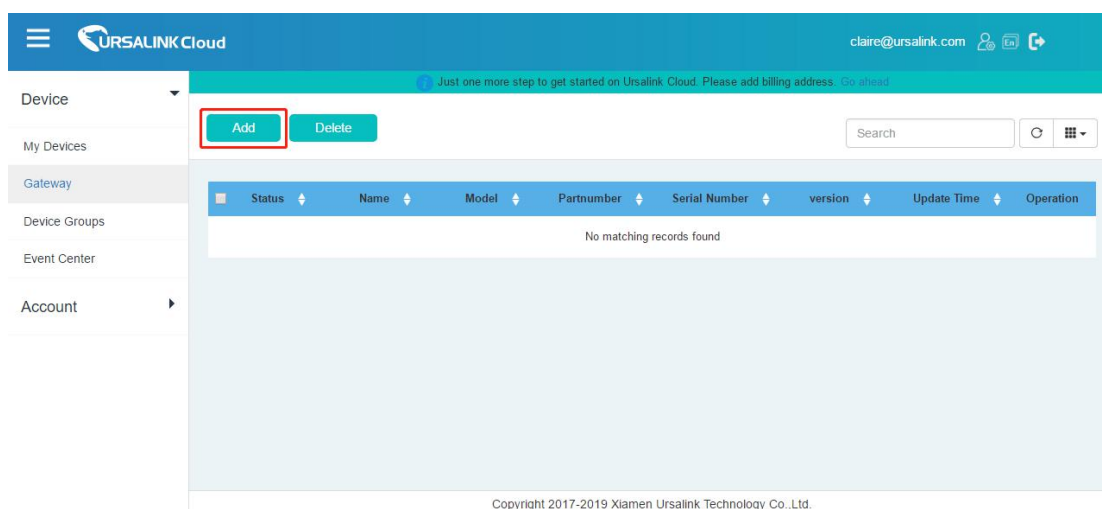 URSALINK Cloud
claire@ursalink.com En
Just one more step to get started on Ursalink Cloud. Please add billing address. Go ahead
Device
Add Delete
Search
My Devices
Gateway
Status Name Model Partnumber Serial Number version Update Time Operation
Device Groups
No matching records found
Event Center
Account
Copyright 2017-2019 Xiamen Ursalink Technology Co.,Ltd.